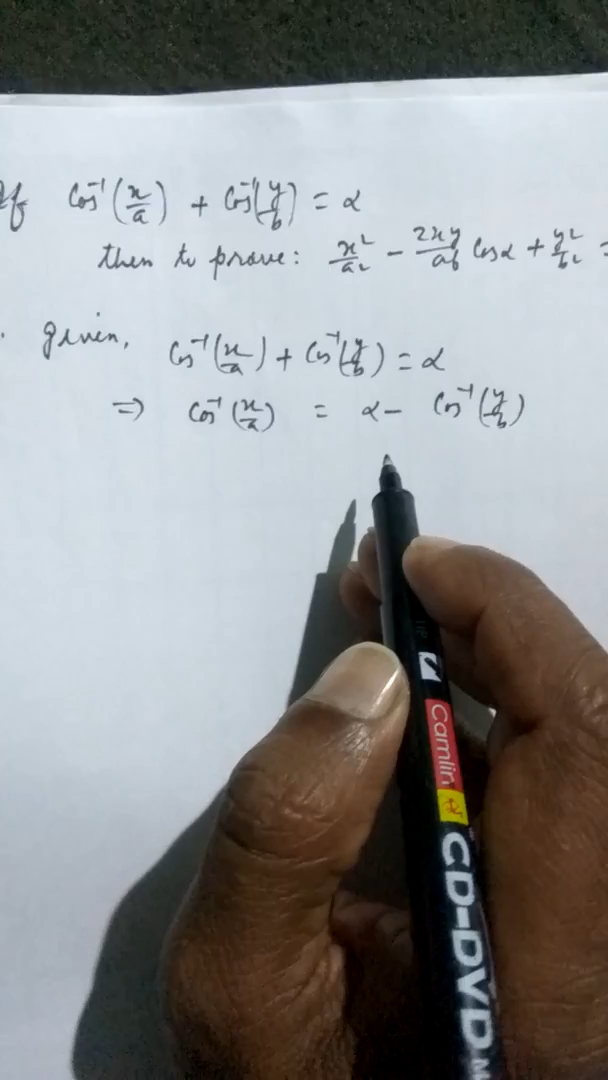 If cos⁻¹(x/a) + cos⁻¹(y/b) = α
then to prove: x²/a² - 2xy/ab cosα + y²/b² =
given, cos⁻¹(x/a) + cos⁻¹(y/b) = α
⇒ cos⁻¹(x/a) = α - cos⁻¹(y/b)
Camlin
CD-DVD